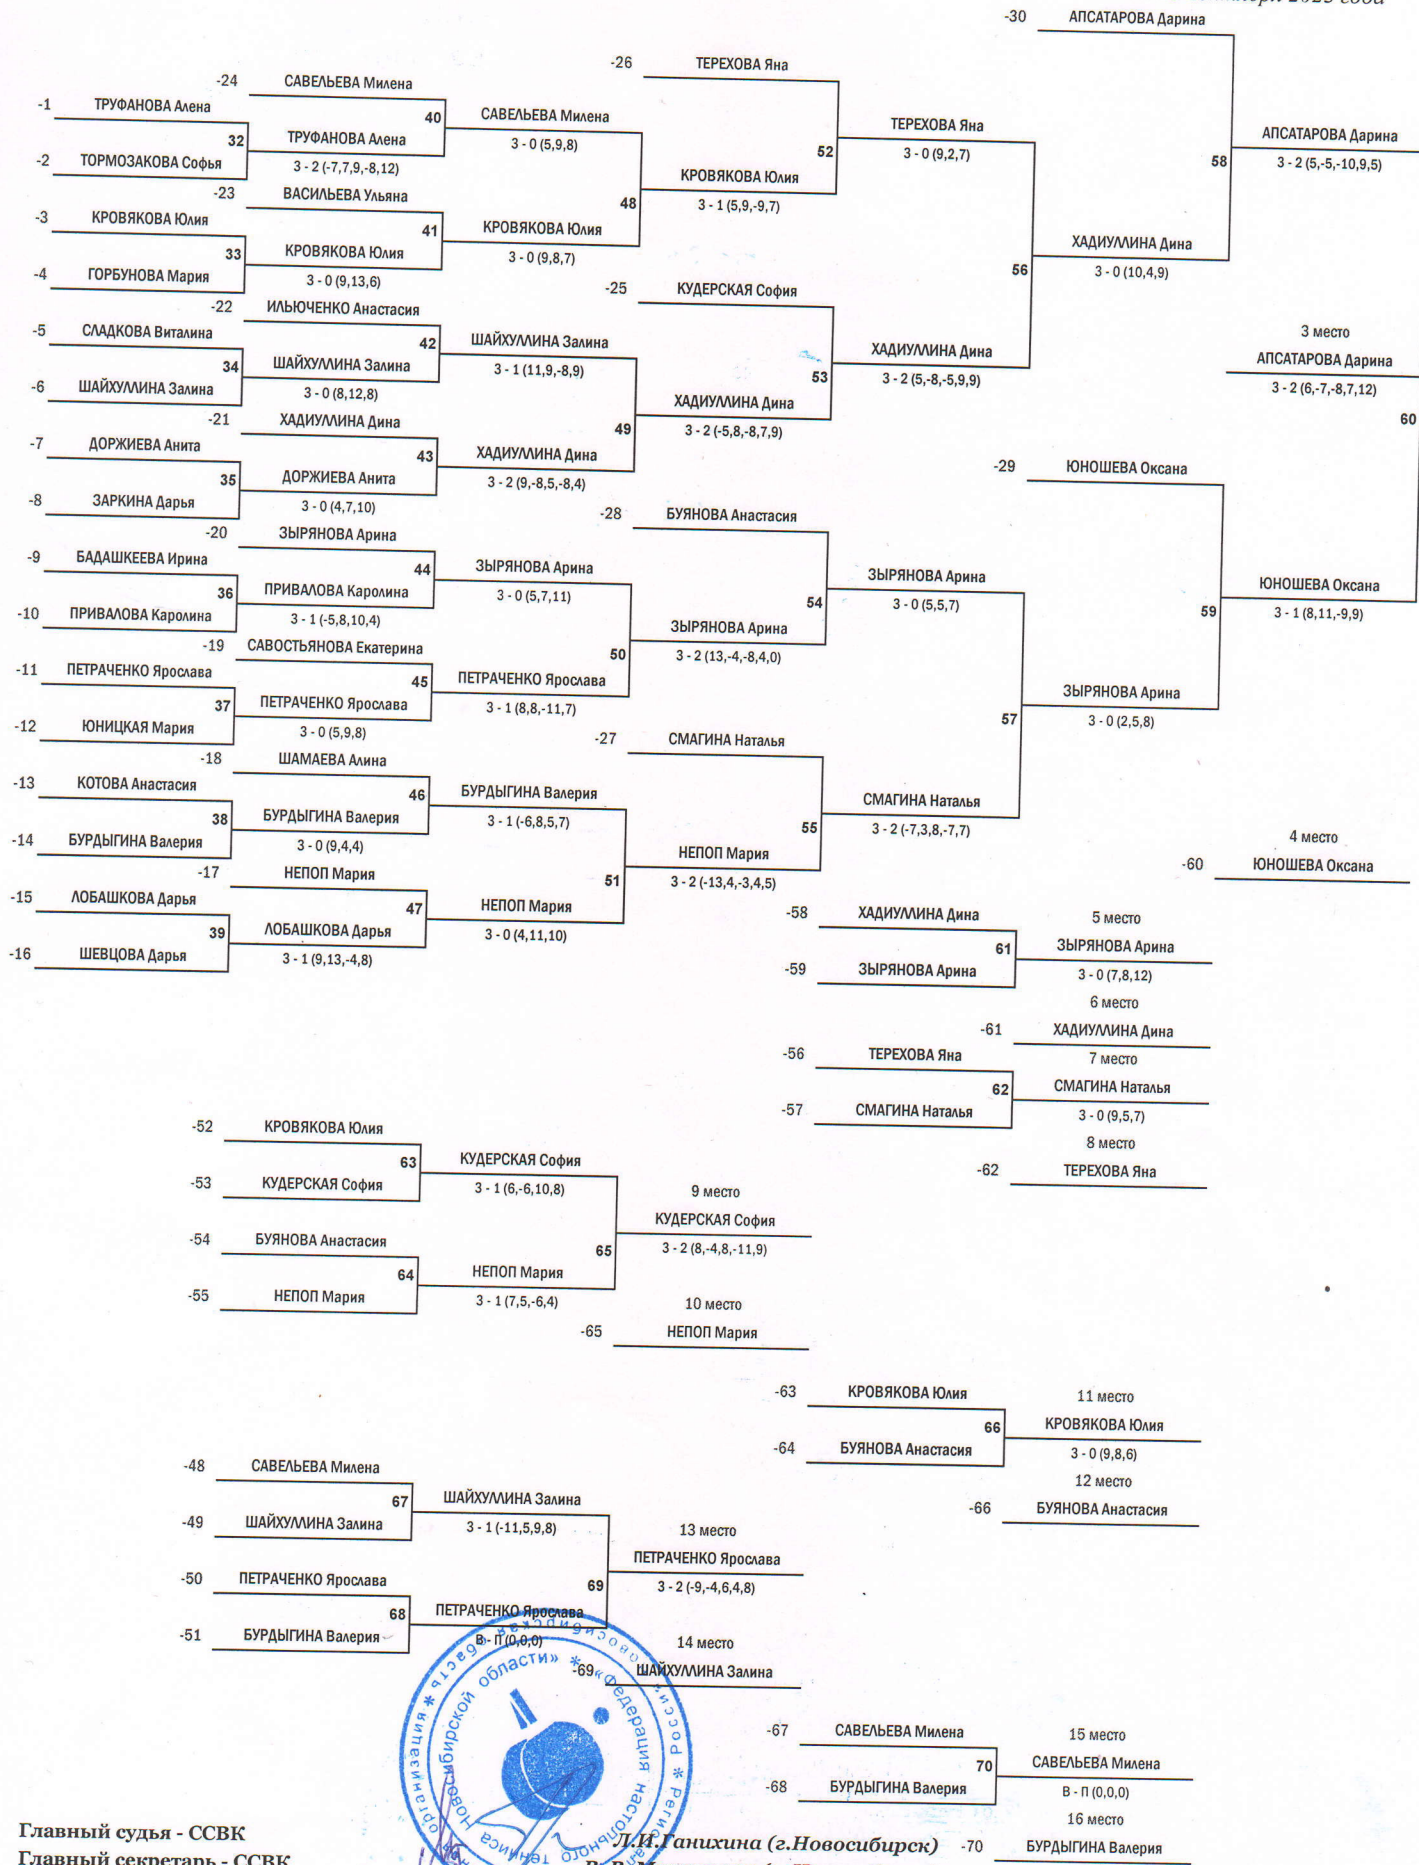 2023 года
-30 АПСАТАРОВА Дарина
-26 ТЕРЕХОВА Яна
-24 САВЕЛЬЕВА Милена
-1 ТРУФАНОВА Алена
40 САВЕЛЬЕВА Милена
ТЕРЕХОВА Яна
АПСАТАРОВА Дарина
32 ТРУФАНОВА Алена
3 - 0 (5,9,8)
52 3 - 0 (9,2,7)
58 3 - 2 (5,-5,-10,9,5)
-2 ТОРМОЗАКОВА Софья
3 - 2 (-7,7,9,-8,12)
КРОВЯКОВА Юлия
-23 ВАСИЛЬЕВА Ульяна
48 3 - 1 (5,9,-9,7)
-3 КРОВЯКОВА Юлия
41 КРОВЯКОВА Юлия
33 КРОВЯКОВА Юлия
3 - 0 (9,8,7)
ХАДИУЛЛИНА Дина
-4 ГОРБУНОВА Мария
3 - 0 (9,13,6)
56 3 - 0 (10,4,9)
-25 КУДЕРСКАЯ София
-22 ИЛЬЮЧЕНКО Анастасия
-5 СЛАДКОВА Виталина
42 ШАЙХУЛЛИНА Залина
ХАДИУЛЛИНА Дина
3 место
34 ШАЙХУЛЛИНА Залина
3 - 1 (11,9,-8,9)
53 3 - 2 (5,-8,-5,9,9)
АПСАТАРОВА Дарина
-6 ШАЙХУЛЛИНА Залина
3 - 0 (8,12,8)
ХАДИУЛЛИНА Дина
3 - 2 (6,-7,-8,7,12)
-21 ХАДИУЛЛИНА Дина
49 3 - 2 (-5,8,-8,7,9)
60
-7 ДОРЖИЕВА Анита
43 ХАДИУЛЛИНА Дина
-29 ЮНОШЕВА Оксана
35 ДОРЖИЕВА Анита
3 - 2 (9,-8,5,-8,4)
-8 ЗАРКИНА Дарья
3 - 0 (4,7,10)
-28 БУЯНОВА Анастасия
-20 ЗЫРЯНОВА Арина
-9 БАДАШКЕЕВА Ирина
44 ЗЫРЯНОВА Арина
ЗЫРЯНОВА Арина
ЮНОШЕВА Оксана
36 ПРИВАЛОВА Каролина
3 - 0 (5,7,11)
54 3 - 0 (5,5,7)
59 3 - 1 (8,11,-9,9)
-10 ПРИВАЛОВА Каролина
3 - 1 (-5,8,10,4)
ЗЫРЯНОВА Арина
-19 САВОСТЬЯНОВА Екатерина
50 3 - 2 (13,-4,-8,4,0)
-11 ПЕТРАЧЕНКО Ярослава
45 ПЕТРАЧЕНКО Ярослава
ЗЫРЯНОВА Арина
37 ПЕТРАЧЕНКО Ярослава
3 - 1 (8,8,-11,7)
57 3 - 0 (2,5,8)
-12 ЮНИЦКАЯ Мария
3 - 0 (5,9,8)
-27 СМАГИНА Наталья
-18 ШАМАЕВА Алина
-13 КОТОВА Анастасия
46 БУРДЫГИНА Валерия
СМАГИНА Наталья
38 БУРДЫГИНА Валерия
3 - 1 (-6,8,5,7)
55 3 - 2 (-7,3,8,-7,7)
-14 БУРДЫГИНА Валерия
3 - 0 (9,4,4)
НЕПОП Мария
4 место
-17 НЕПОП Мария
51 3 - 2 (-13,4,-3,4,5)
-60 ЮНОШЕВА Оксана
-15 ЛОБАШКОВА Дарья
47 НЕПОП Мария
-58 ХАДИУЛЛИНА Дина
5 место
39 ЛОБАШКОВА Дарья
3 - 0 (4,11,10)
61 ЗЫРЯНОВА Арина
-16 ШЕВЦОВА Дарья
3 - 1 (9,13,-4,8)
-59 ЗЫРЯНОВА Арина
3 - 0 (7,8,12)
6 место
-61 ХАДИУЛЛИНА Дина
-56 ТЕРЕХОВА Яна
7 место
62 СМАГИНА Наталья
-57 СМАГИНА Наталья
3 - 0 (9,5,7)
8 место
-62 ТЕРЕХОВА Яна
-52 КРОВЯКОВА Юлия
63 КУДЕРСКАЯ София
-53 КУДЕРСКАЯ София
3 - 1 (6,-6,10,8)
9 место
КУДЕРСКАЯ София
-54 БУЯНОВА Анастасия
65 3 - 2 (8,-4,8,-11,9)
64 НЕПОП Мария
-55 НЕПОП Мария
3 - 1 (7,5,-6,4)
10 место
-65 НЕПОП Мария
-63 КРОВЯКОВА Юлия
11 место
66 КРОВЯКОВА Юлия
-64 БУЯНОВА Анастасия
3 - 0 (9,8,6)
12 место
-66 БУЯНОВА Анастасия
-48 САВЕЛЬЕВА Милена
67 ШАЙХУЛЛИНА Залина
-49 ШАЙХУЛЛИНА Залина
3 - 1 (-11,5,9,8)
13 место
ПЕТРАЧЕНКО Ярослава
-50 ПЕТРАЧЕНКО Ярослава
69 3 - 2 (-9,-4,6,4,8)
68 ПЕТРАЧЕНКО Ярослава
-51 БУРДЫГИНА Валерия
В - П (0,0,0)
14 место
-69 ШАЙХУЛЛИНА Залина
-67 САВЕЛЬЕВА Милена
15 место
70 САВЕЛЬЕВА Милена
-68 БУРДЫГИНА Валерия
В - П (0,0,0)
16 место
-70 БУРДЫГИНА Валерия
организация * Новосибирская область * Россия *
«Федерация настольного тенниса Новосибирской области» *
Главный судья - ССВК
Л.И.Ганихина (г.Новосибирск)
Главный секретарь - ССВК